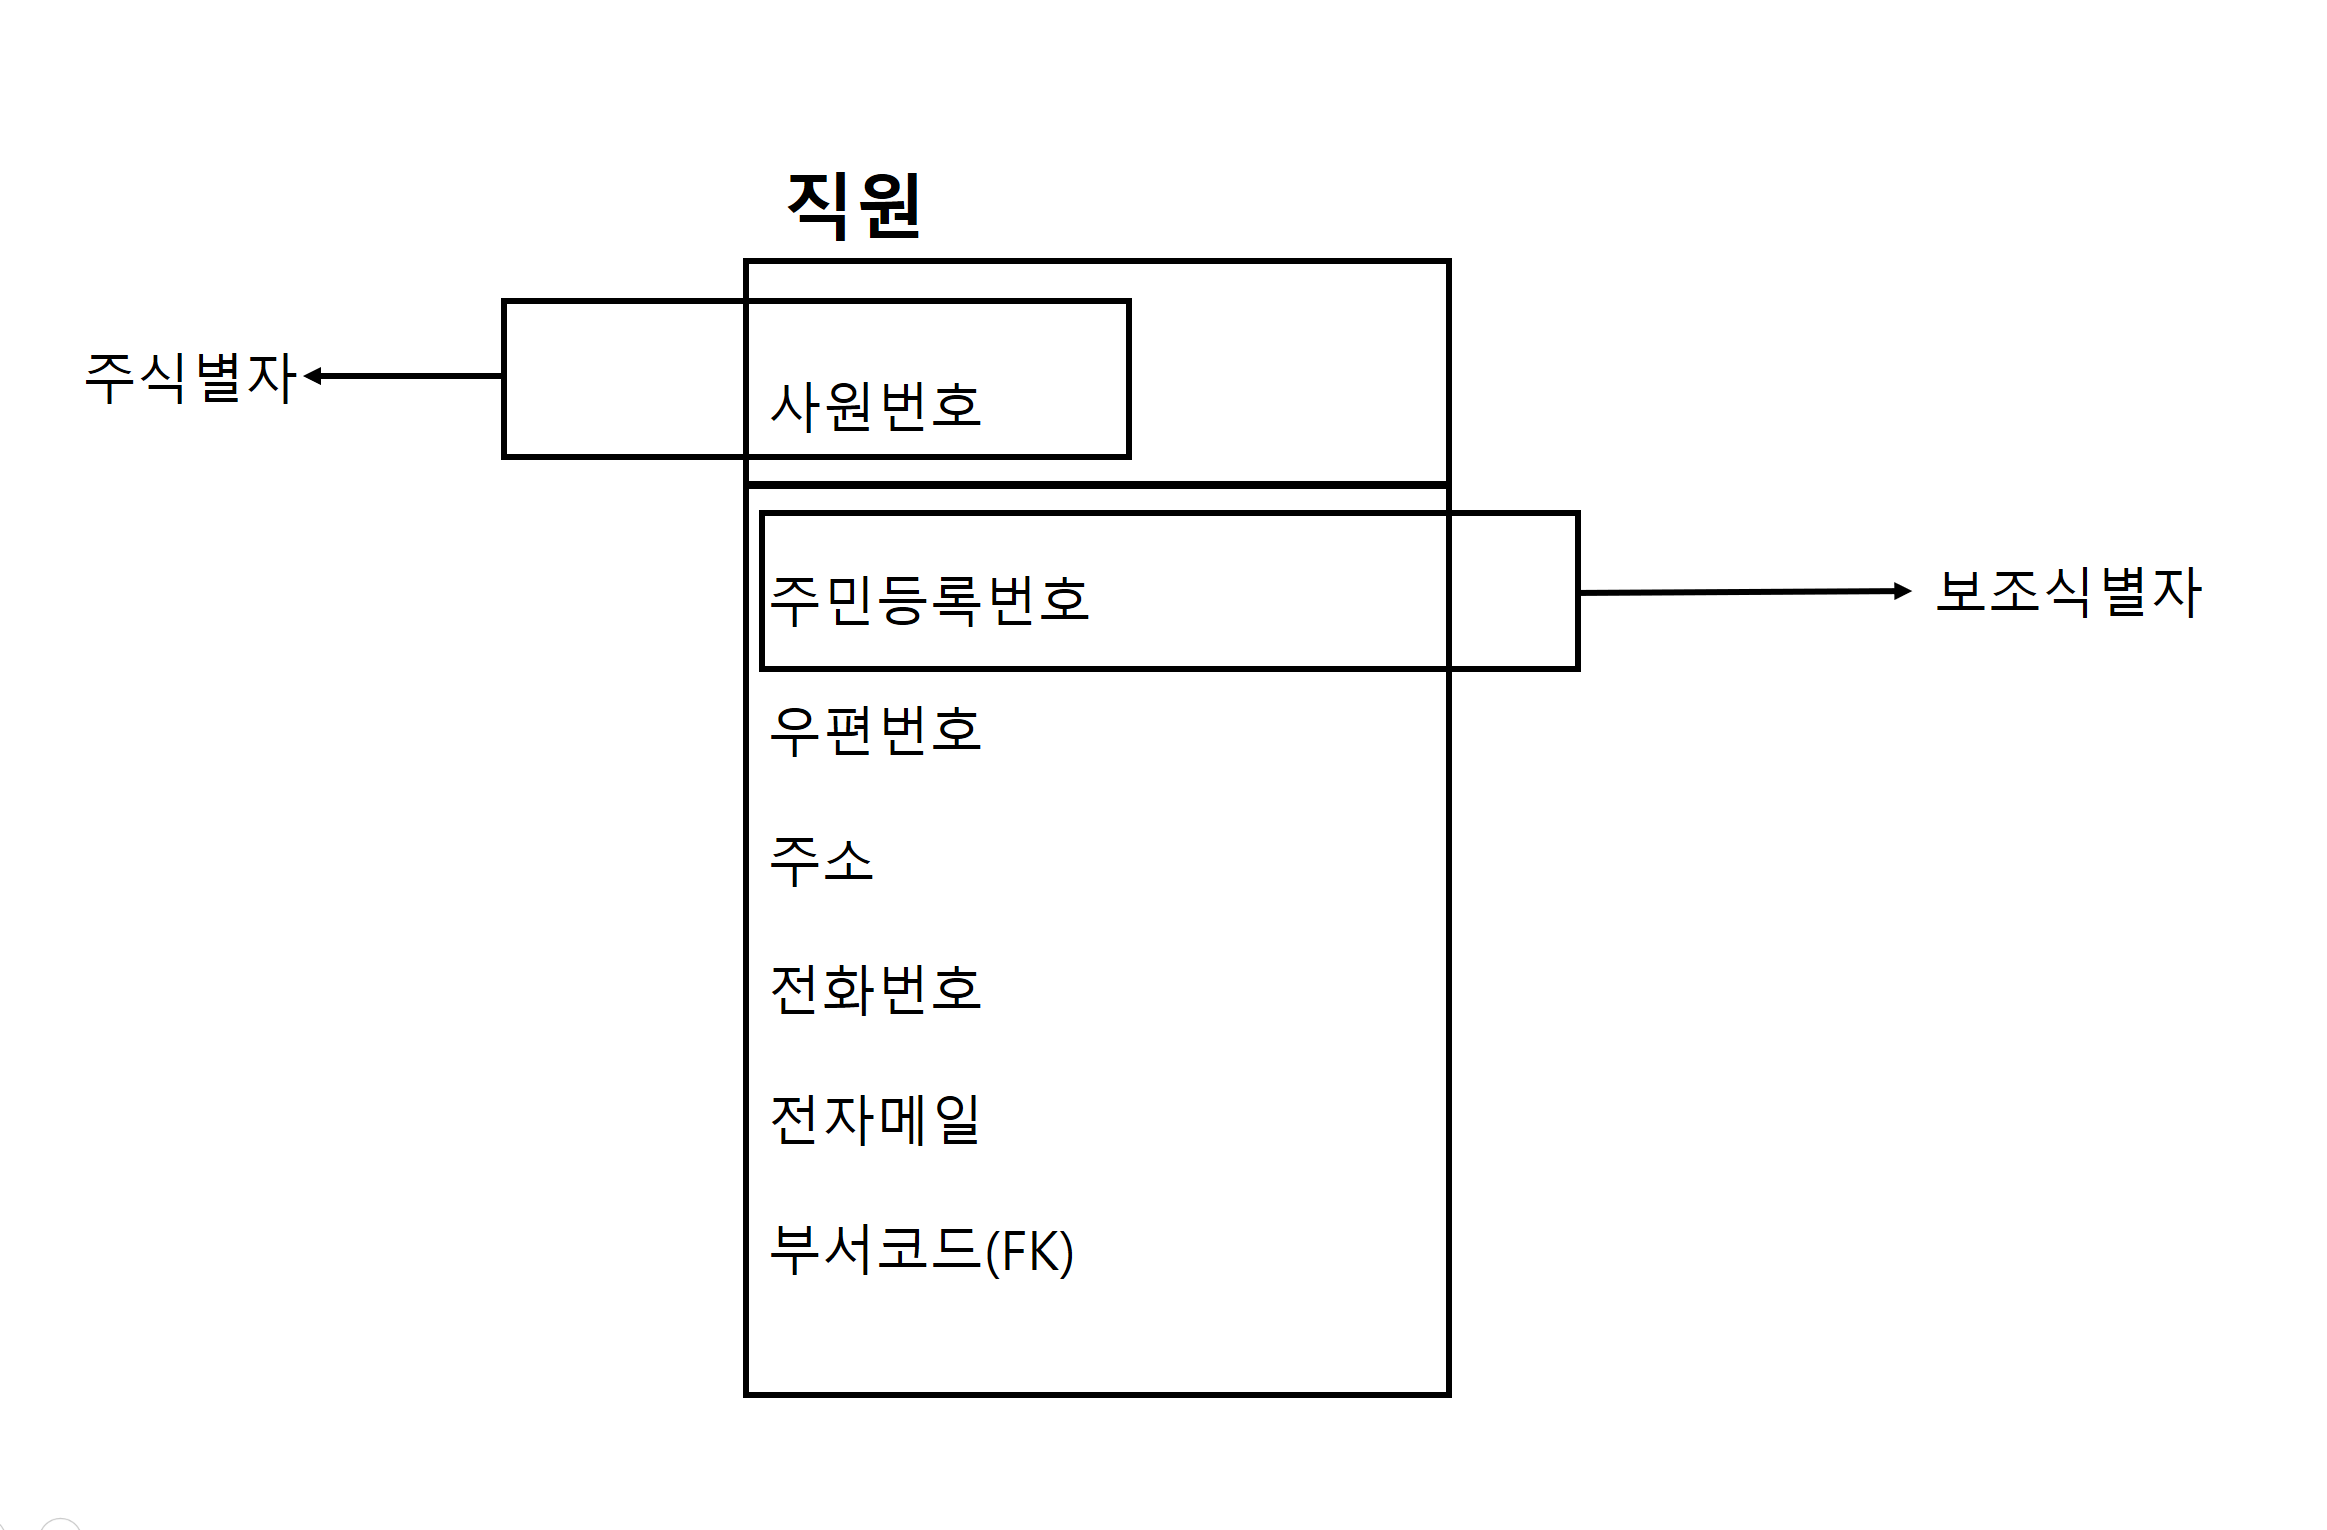 직원
주식별자
사원번호
주민등록번호
보조식별자
우편번호
주소
전화번호
전자메일
부서코드(FK)